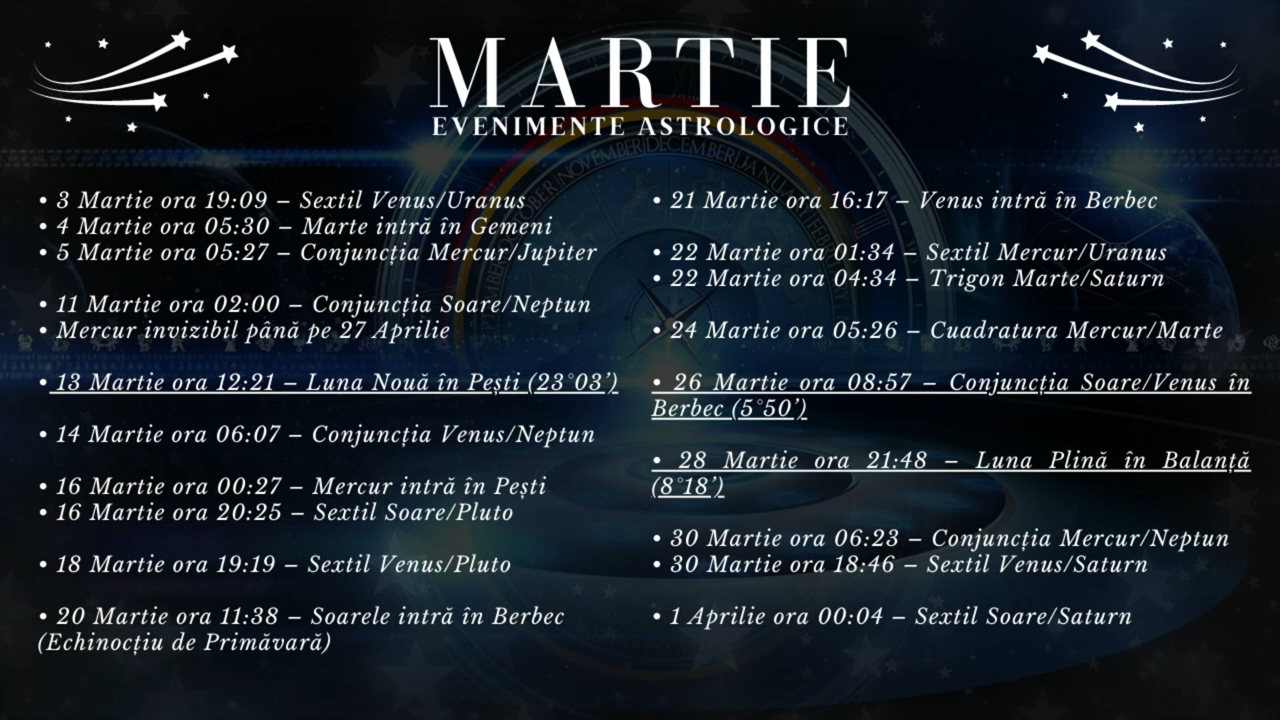 MARTIE
EVENIMENTE ASTROLOGICE
• 3 Martie ora 19:09 – Sextil Venus/Uranus
• 4 Martie ora 05:30 – Marte intră în Gemeni
• 5 Martie ora 05:27 – Conjuncția Mercur/Jupiter
• 11 Martie ora 02:00 – Conjuncția Soare/Neptun
• Mercur invizibil până pe 27 Aprilie
• 13 Martie ora 12:21 – Luna Nouă în Pești (23°03’)
• 14 Martie ora 06:07 – Conjuncția Venus/Neptun
• 16 Martie ora 00:27 – Mercur intră în Pești
• 16 Martie ora 20:25 – Sextil Soare/Pluto
• 18 Martie ora 19:19 – Sextil Venus/Pluto
• 20 Martie ora 11:38 – Soarele intră în Berbec
(Echinocțiu de Primăvară)
• 21 Martie ora 16:17 – Venus intră în Berbec
• 22 Martie ora 01:34 – Sextil Mercur/Uranus
• 22 Martie ora 04:34 – Trigon Marte/Saturn
• 24 Martie ora 05:26 – Cuadratura Mercur/Marte
• 26 Martie ora 08:57 – Conjuncția Soare/Venus în
Berbec (5°50’)
• 28 Martie ora 21:48 – Luna Plină în Balanță
(8°18’)
• 30 Martie ora 06:23 – Conjuncția Mercur/Neptun
• 30 Martie ora 18:46 – Sextil Venus/Saturn
• 1 Aprilie ora 00:04 – Sextil Soare/Saturn